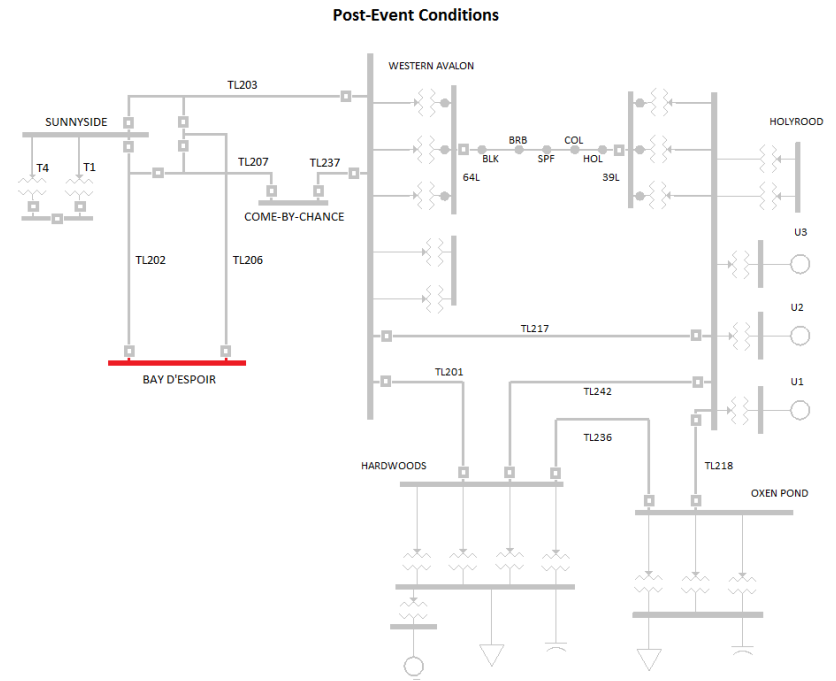 Post-Event Conditions
WESTERN AVALON
TL203
SUNNYSIDE
HOLYROOD
BRB
COL
BLK
SPF
HOL
TL207
TL237
T4
T1
64L
39L
COME-BY-CHANCE
U3
TL202
TL206
U2
TL217
BAY D'ESPOIR
TL201
U1
TL242
TL236
HARDWOODS
TL218
OXEN POND